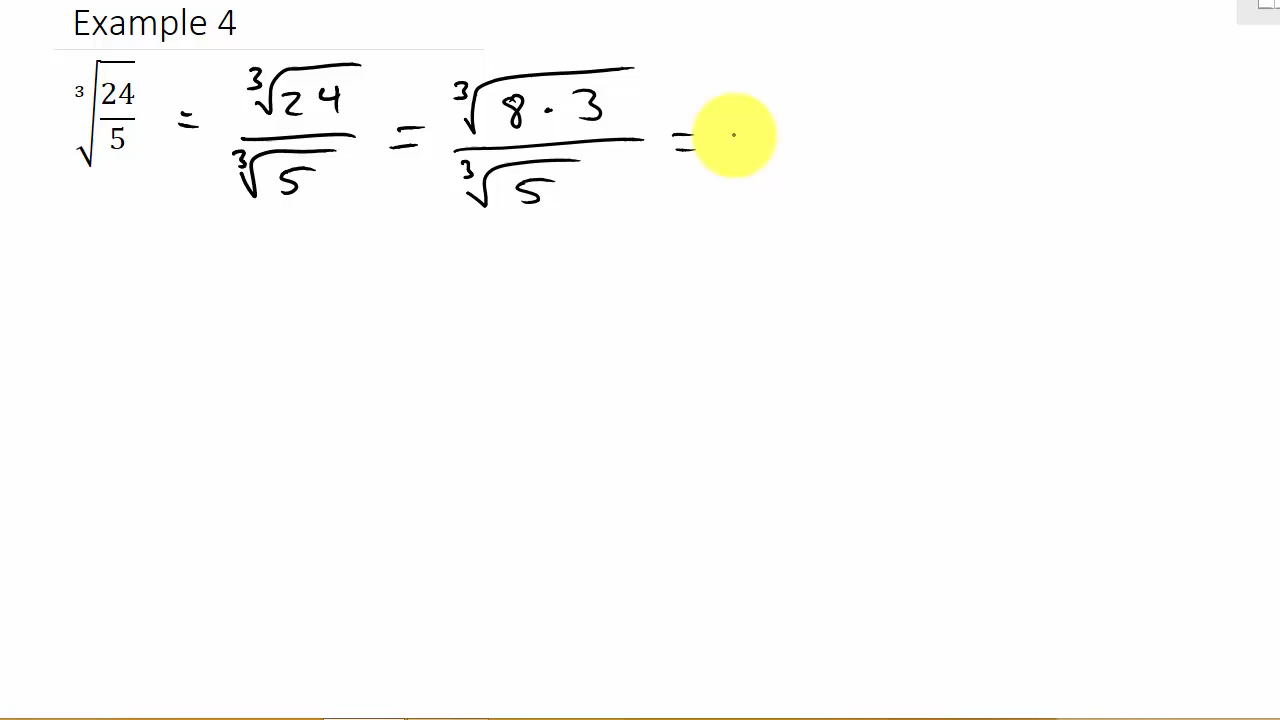 Example 4
∛(24/5) = ∛24 / ∛5 = ∛(8 · 3) / ∛5 =